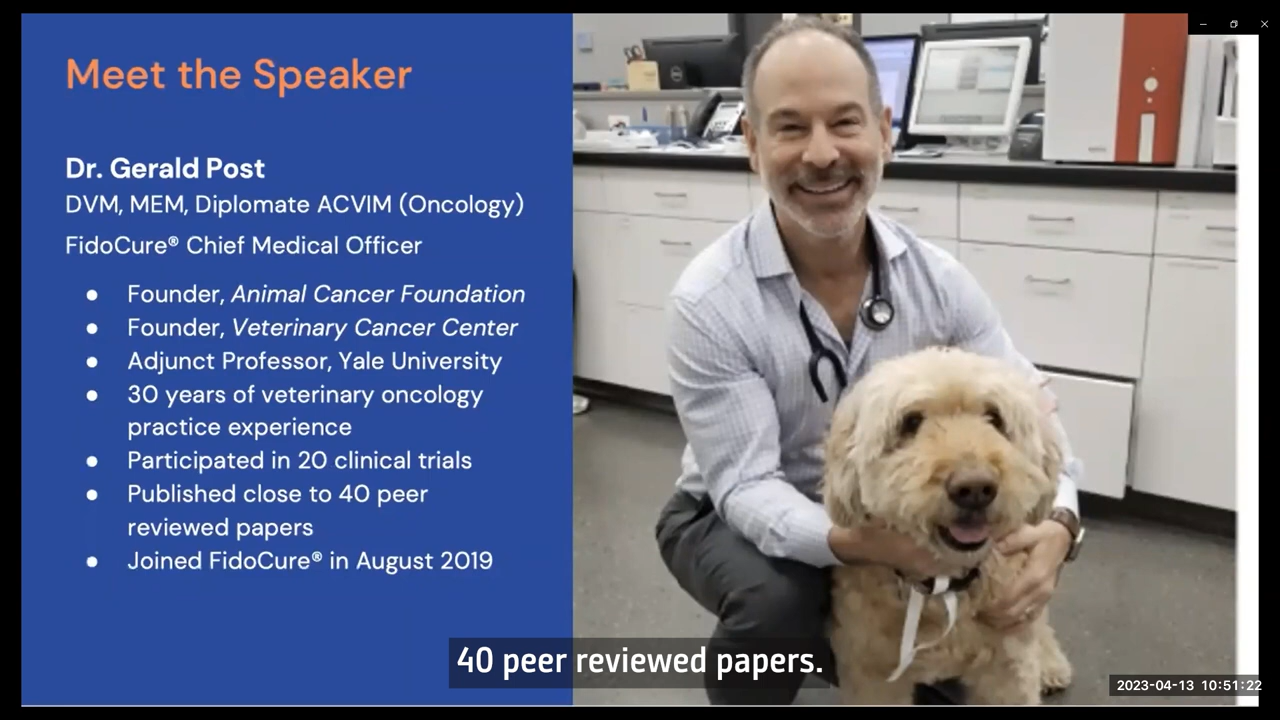 Meet the Speaker
Dr. Gerald Post
DVM, MEM, Diplomate ACVIM (Oncology)
FidoCure® Chief Medical Officer
● Founder, Animal Cancer Foundation
● Founder, Veterinary Cancer Center
● Adjunct Professor, Yale University
● 30 years of veterinary oncology
practice experience
● Participated in 20 clinical trials
● Published close to 40 peer
reviewed papers
● Joined FidoCure® in August 2019
40 peer reviewed papers.
2023-04-13 10:51:22